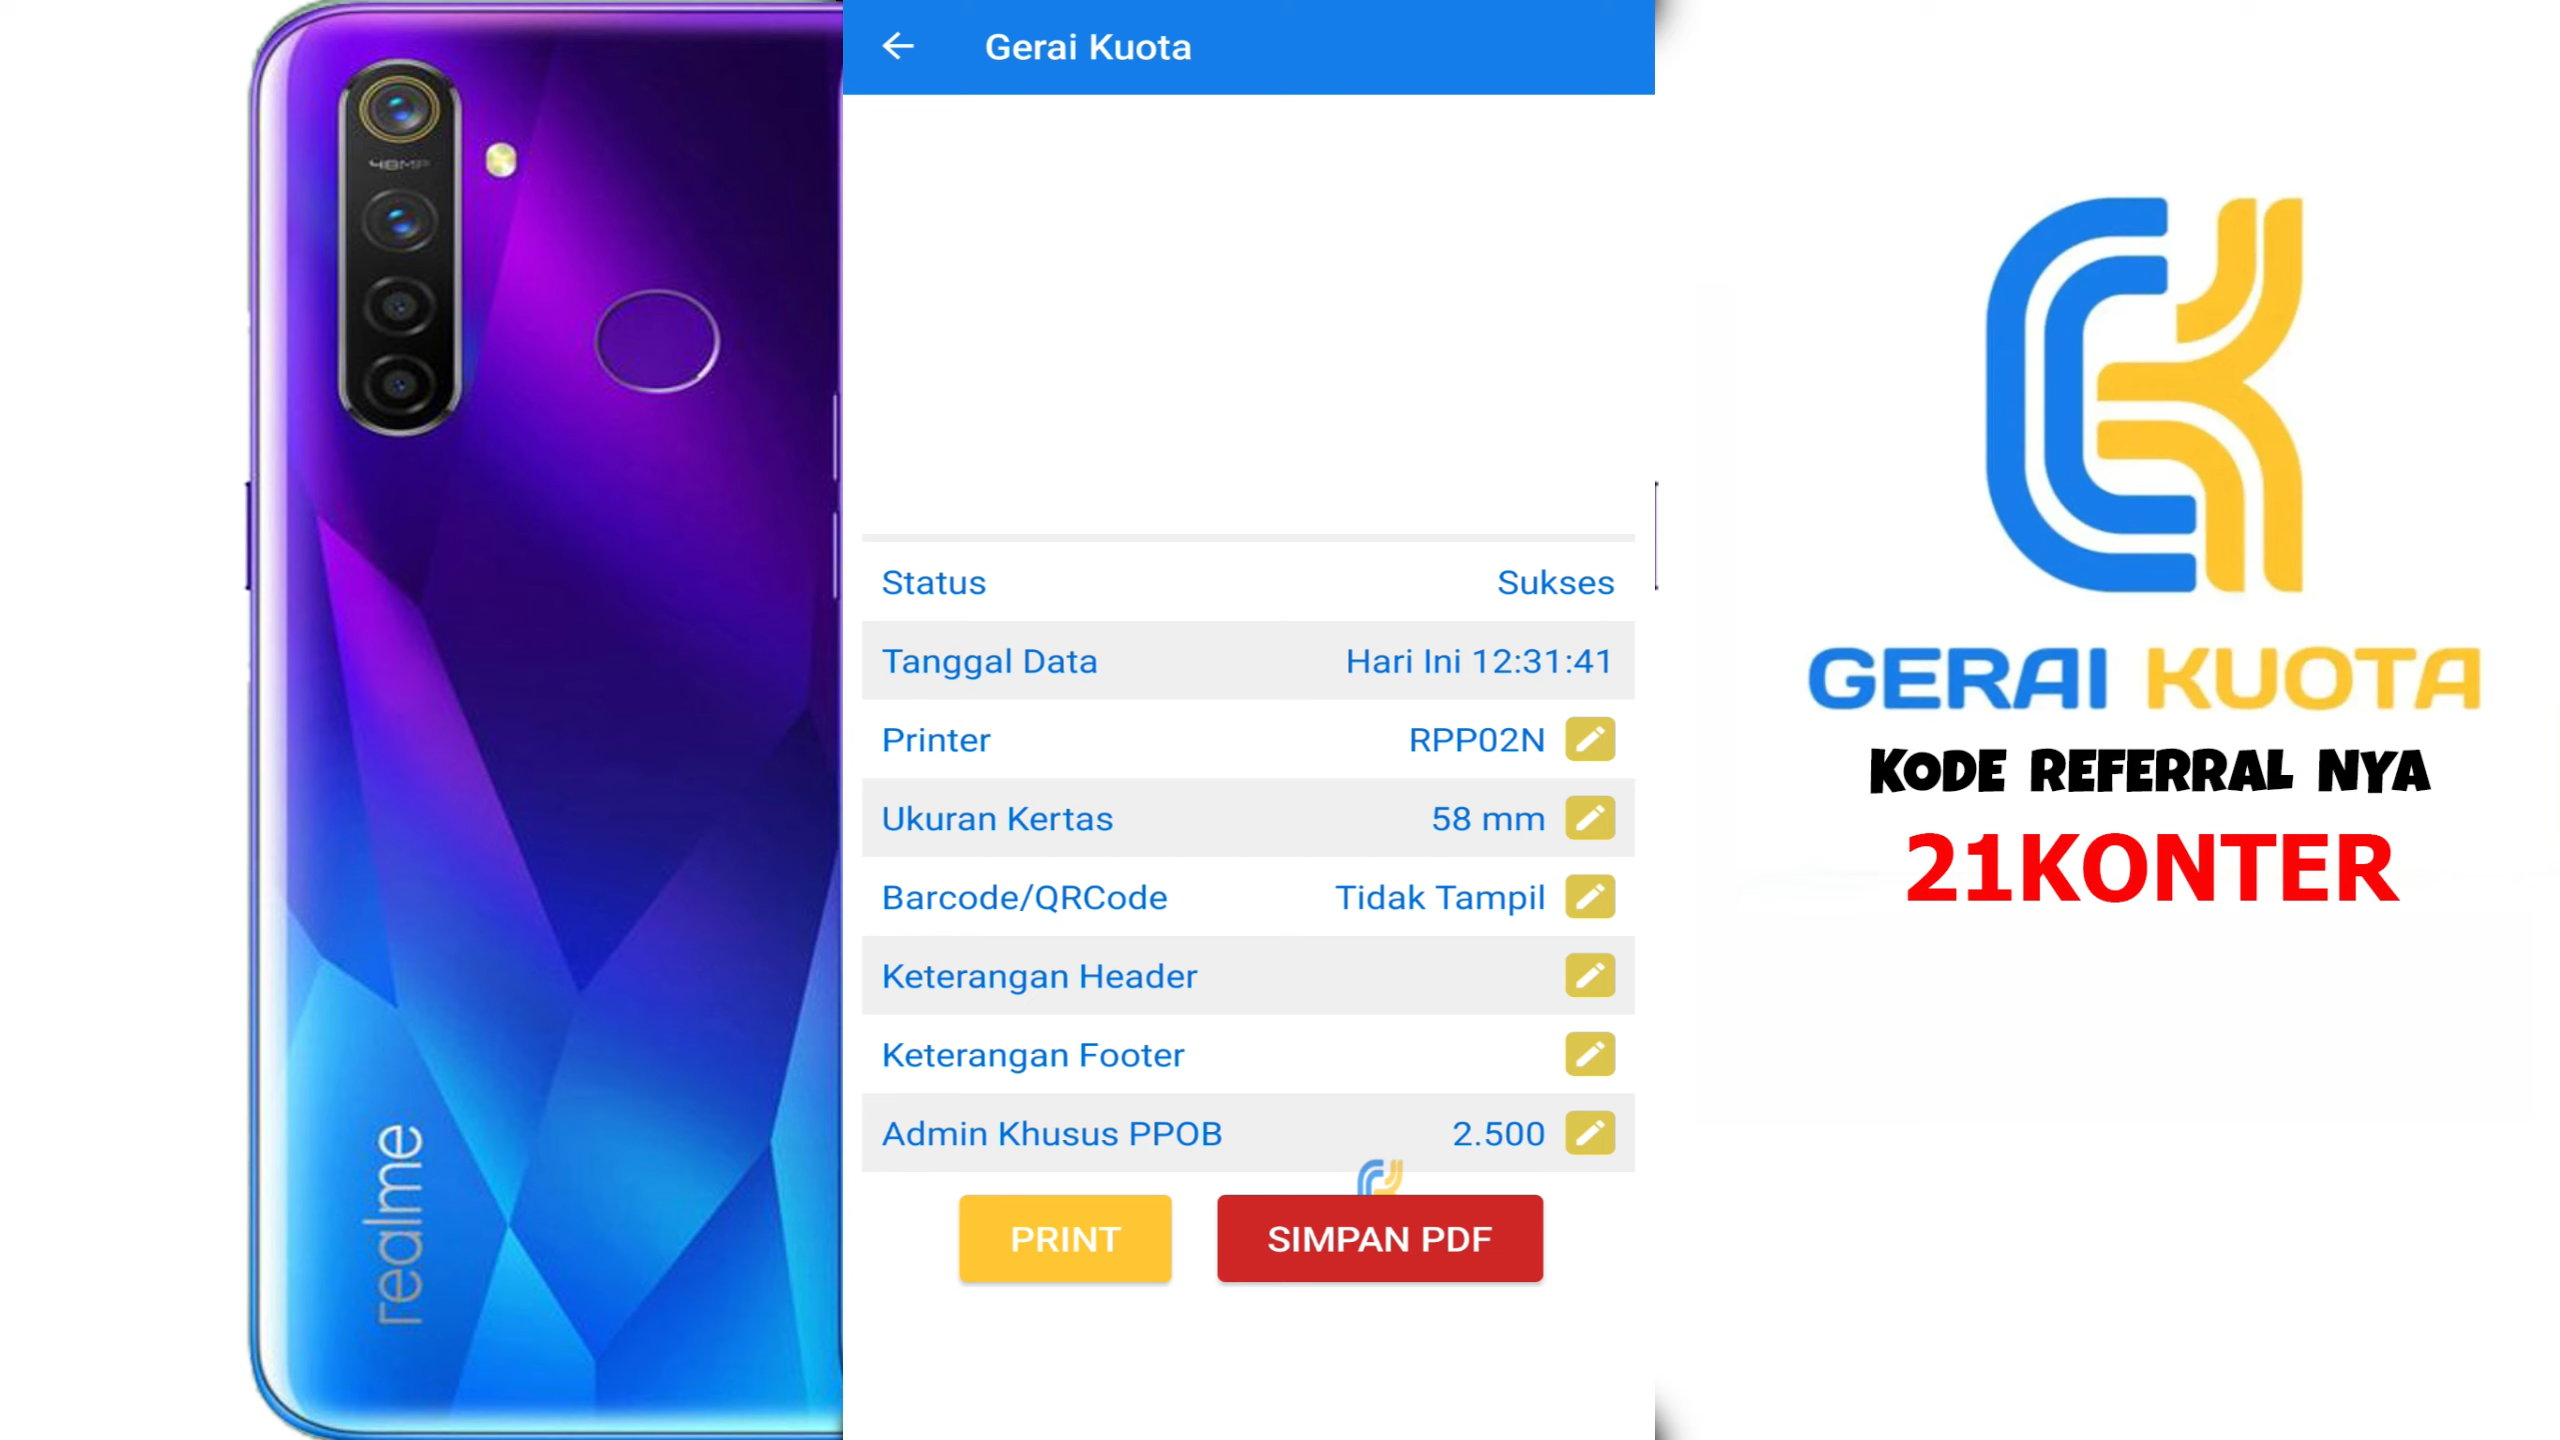 48MP
realme
Gerai Kuota
Status Sukses
Tanggal Data Hari Ini 12:31:41
Printer RPP02N
Ukuran Kertas 58 mm
Barcode/QRCode Tidak Tampil
Keterangan Header
Keterangan Footer
Admin Khusus PPOB 2.500
PRINT SIMPAN PDF
GERAI KUOTA
KODE REFERRAL NYA
21KONTER